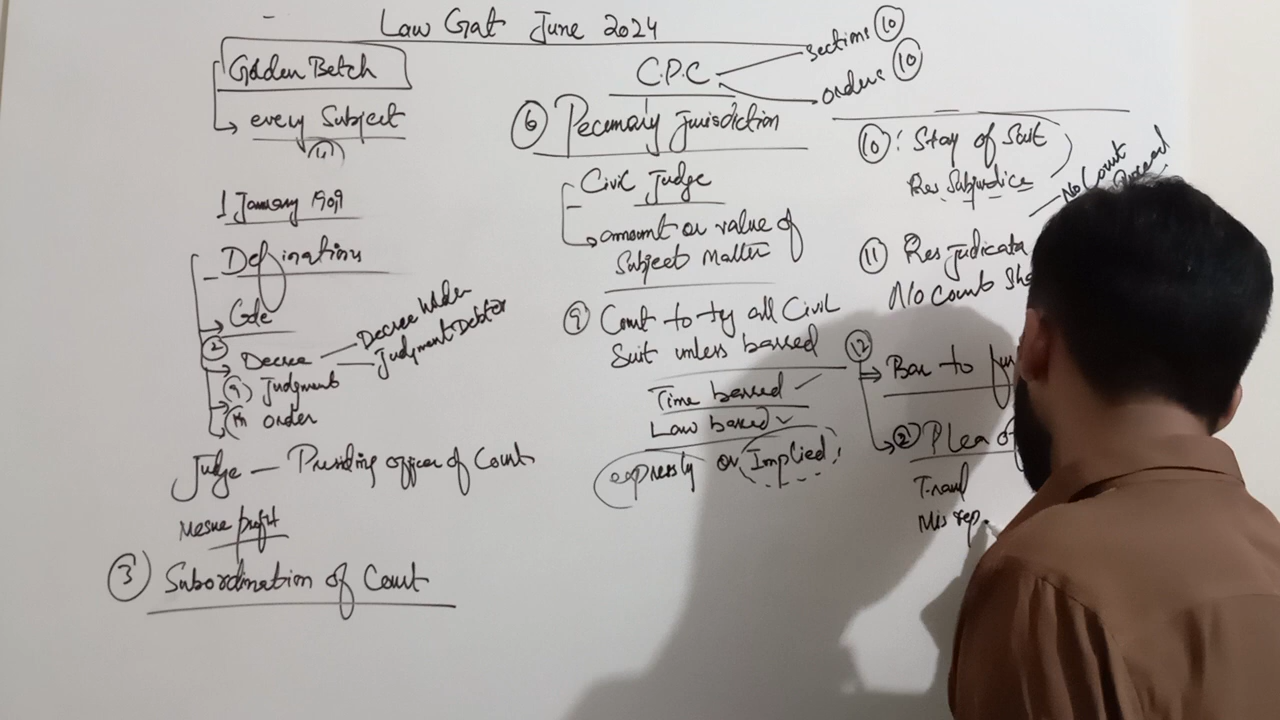 Law Gat June 2024
Golden Batch
every Subject
1 January 1909
Definations
Code
(2) Decree
Decree Holder
Judgment Debtor
(9) Judgment
(14) order
Judge — Presiding officer of Court
Mesne profit
(3) Subordination of Court
C.P.C
Sections (10)
orders (10)
(6) Pecuniary Jurisdiction
Civil Judge
amount or value of
Subject Matter
(9) Court to try all Civil
Suit unless barred
Time barred
Law barred
expressly or Implied
(10): Stay of Suit
Res Subjudice
No Court
Proceed
(11) Res Judicata
No Court
(12)
Bar to
(2) Plea of
Fraud
Mis rep